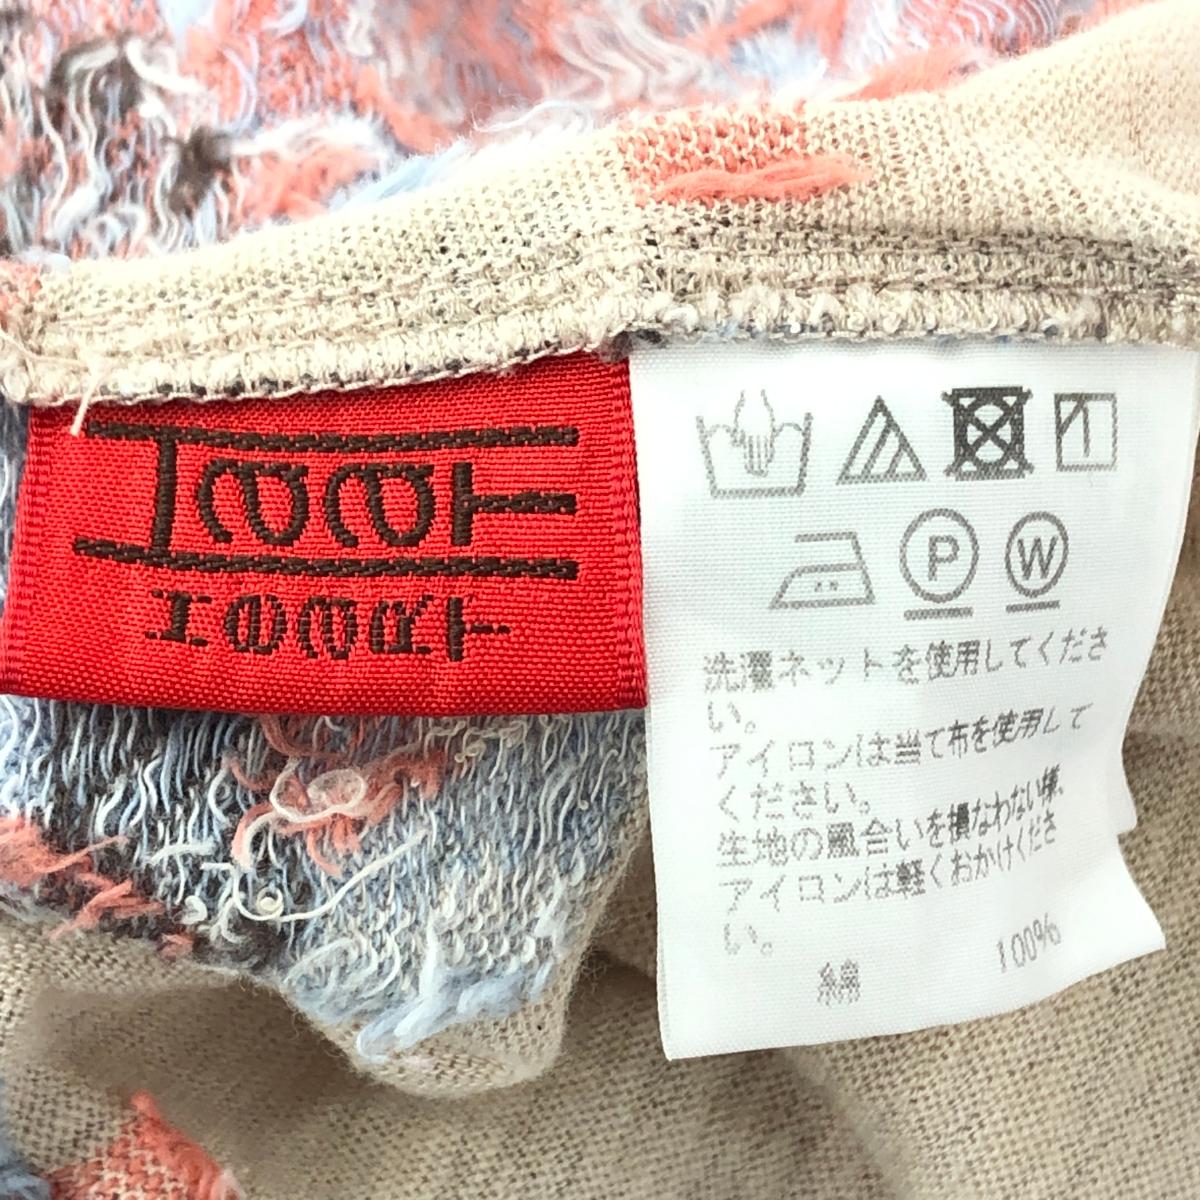 P W
洗濯ネットを使用してくださ
い。
アイロンは当て布を使用して
ください。
生地の風合いを損なわない様、
アイロンは軽くおかけくださ
い。
綿 100%